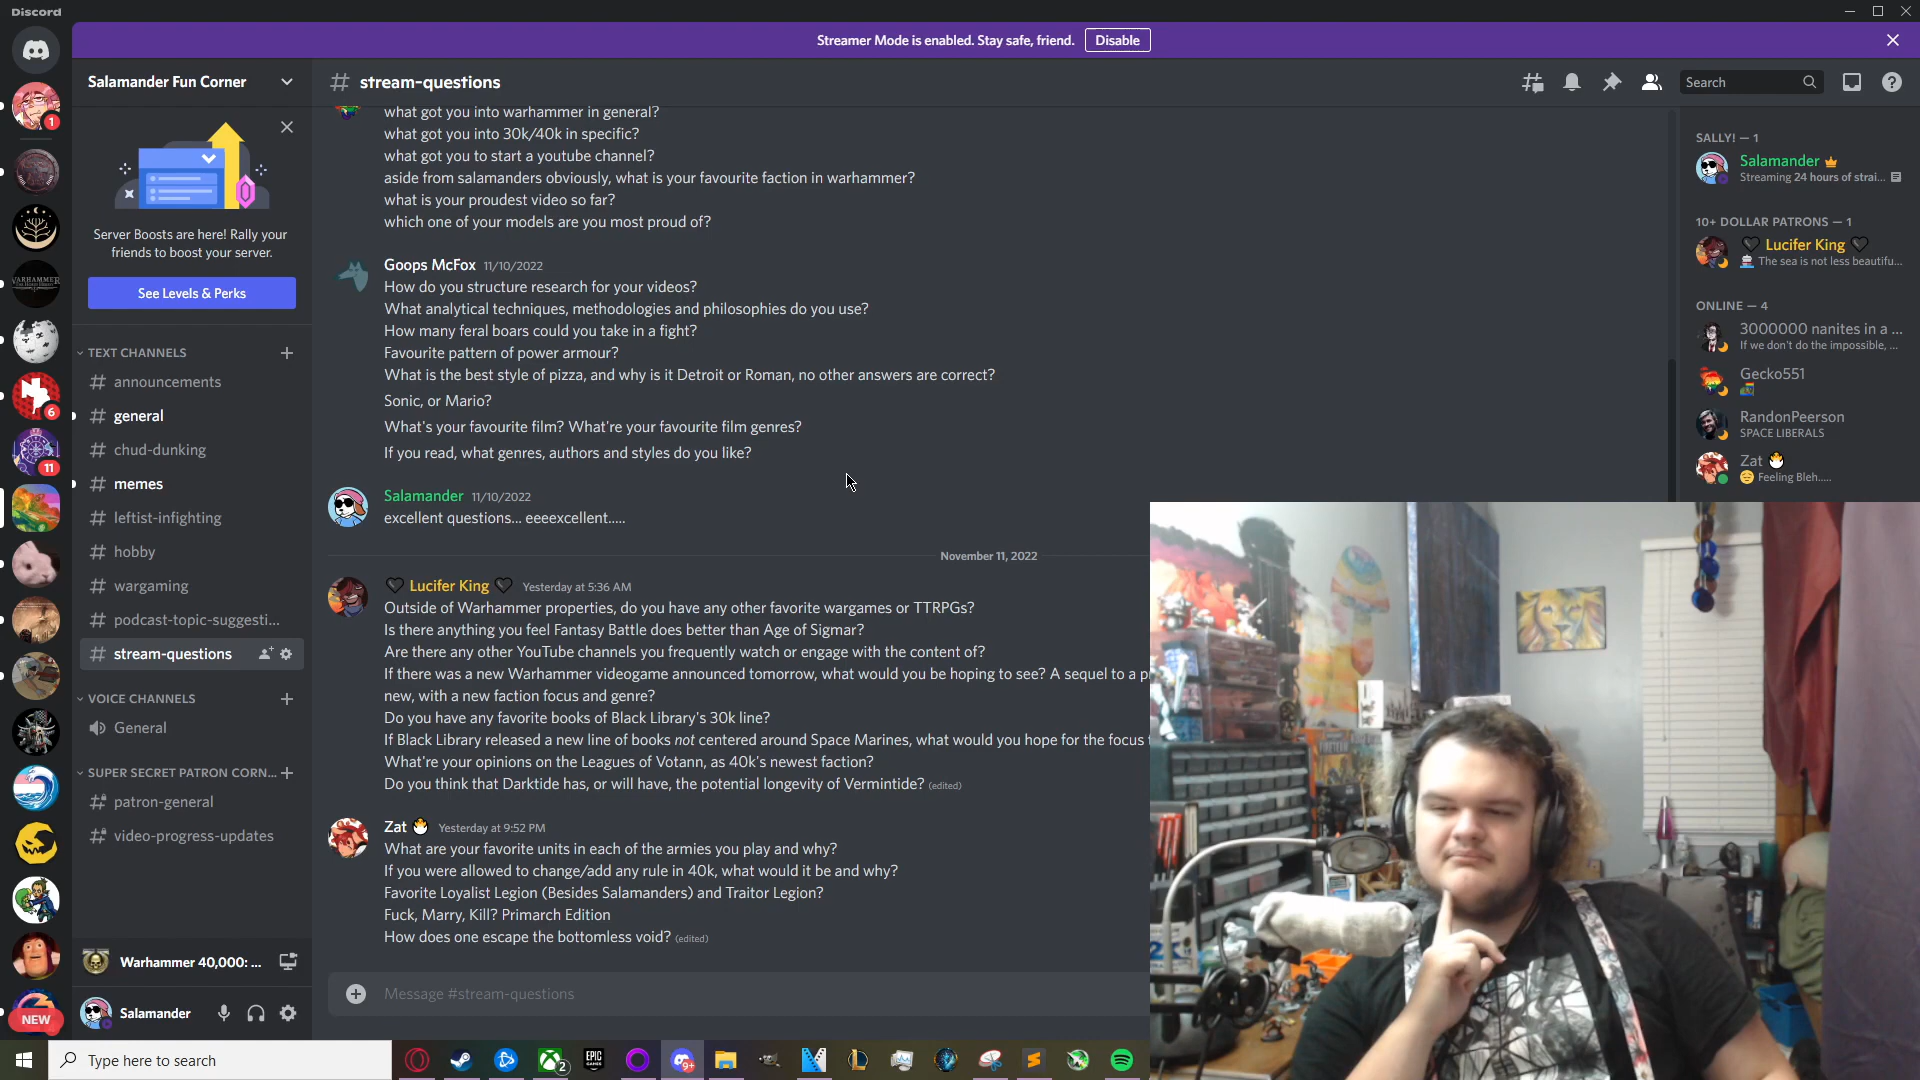 Discord
Streamer Mode is enabled. Stay safe, friend.
Disable
Salamander Fun Corner
Server Boosts are here! Rally your
friends to boost your server.
See Levels & Perks
TEXT CHANNELS
announcements
general
chud-dunking
memes
leftist-infighting
hobby
wargaming
podcast-topic-suggesti...
stream-questions
VOICE CHANNELS
General
SUPER SECRET PATRON CORN...
patron-general
video-progress-updates
Warhammer 40,000: ...
Salamander
1
6
11
NEW
# stream-questions
Search
what got you into warhammer in general?
what got you into 30k/40k in specific?
what got you to start a youtube channel?
aside from salamanders obviously, what is your favourite faction in warhammer?
what is your proudest video so far?
which one of your models are you most proud of?
Goops McFox 11/10/2022
How do you structure research for your videos?
What analytical techniques, methodologies and philosophies do you use?
How many feral boars could you take in a fight?
Favourite pattern of power armour?
What is the best style of pizza, and why is it Detroit or Roman, no other answers are correct?
Sonic, or Mario?
What's your favourite film? What're your favourite film genres?
If you read, what genres, authors and styles do you like?
Salamander 11/10/2022
excellent questions... eeeexcellent.....
November 11, 2022
Lucifer King Yesterday at 5:36 AM
Outside of Warhammer properties, do you have any other favorite wargames or TTRPGs?
Is there anything you feel Fantasy Battle does better than Age of Sigmar?
Are there any other YouTube channels you frequently watch or engage with the content of?
If there was a new Warhammer videogame announced tomorrow, what would you be hoping to see? A sequel to a p
new, with a new faction focus and genre?
Do you have any favorite books of Black Library's 30k line?
If Black Library released a new line of books not centered around Space Marines, what would you hope for the focus
What're your opinions on the Leagues of Votann, as 40k's newest faction?
Do you think that Darktide has, or will have, the potential longevity of Vermintide? (edited)
Zat Yesterday at 9:52 PM
What are your favorite units in each of the armies you play and why?
If you were allowed to change/add any rule in 40k, what would it be and why?
Favorite Loyalist Legion (Besides Salamanders) and Traitor Legion?
Fuck, Marry, Kill? Primarch Edition
How does one escape the bottomless void? (edited)
Message #stream-questions
SALLY! — 1
Salamander
Streaming 24 hours of strai...
10+ DOLLAR PATRONS — 1
Lucifer King
The sea is not less beautifu...
ONLINE — 4
3000000 nanites in a ...
If we don't do the impossible, ...
Gecko551
RandonPeerson
SPACE LIBERALS
Zat
Feeling Bleh.....
Type here to search
2
EPIC
GAMES
9+